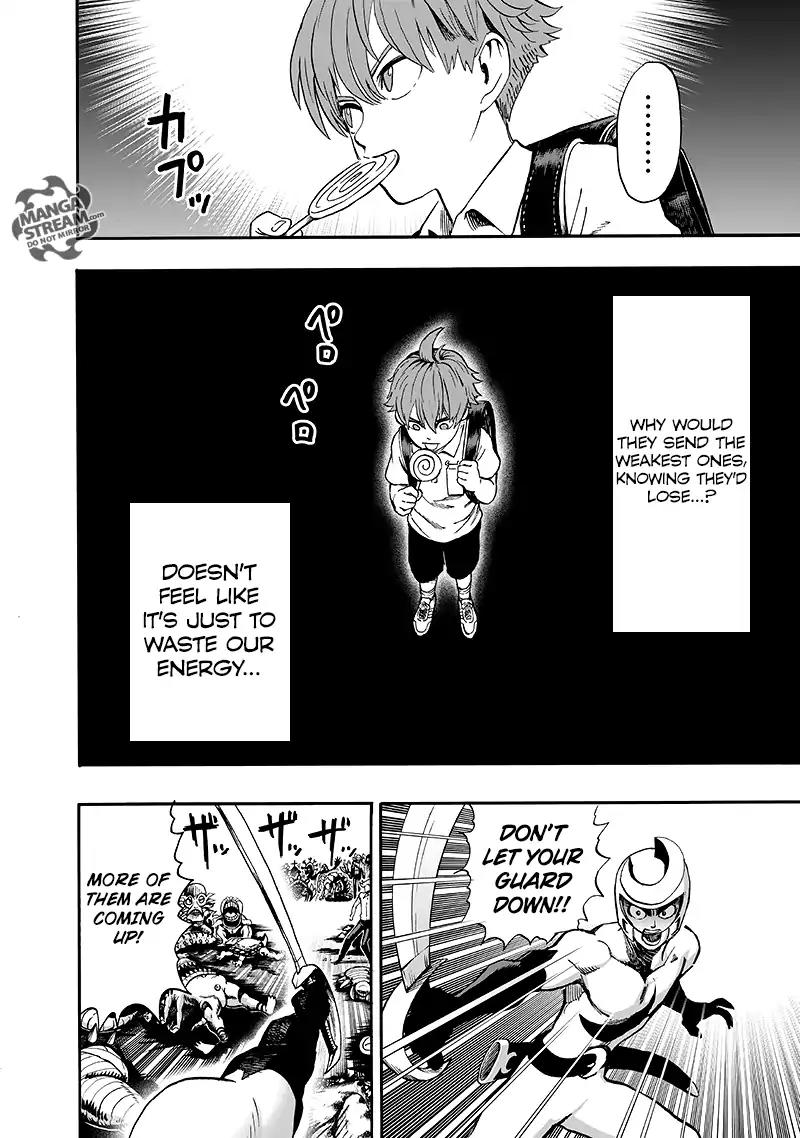 ……
カプッ
MANGA
STREAM.com
DO NOT MIRROR!
WHY WOULD
THEY SEND THE
WEAKEST ONES,
KNOWING THEY'D
LOSE...?
ペロ
ペロ
DOESN'T
FEEL LIKE
IT'S JUST TO
WASTE OUR
ENERGY...
DON'T
LET YOUR
GUARD
DOWN!!
ザッ
ザッ
ザッ
MORE OF
THEM ARE
COMING
UP!